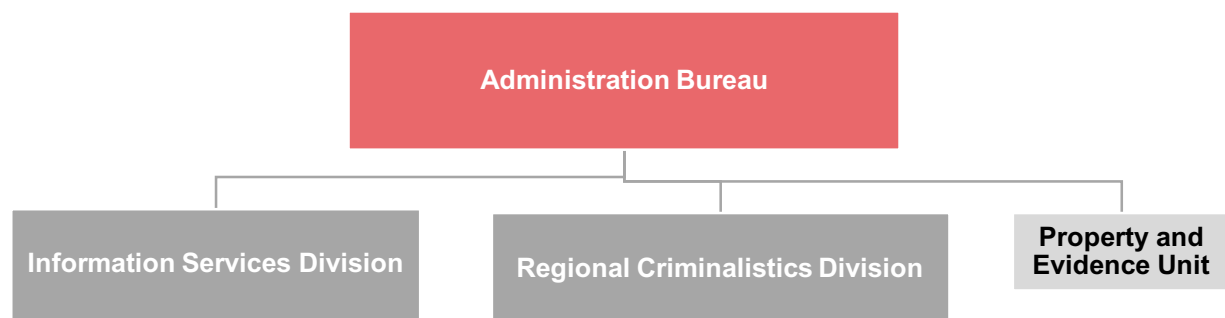 Administration Bureau
Information Services Division
Regional Criminalistics Division
Property and
Evidence Unit